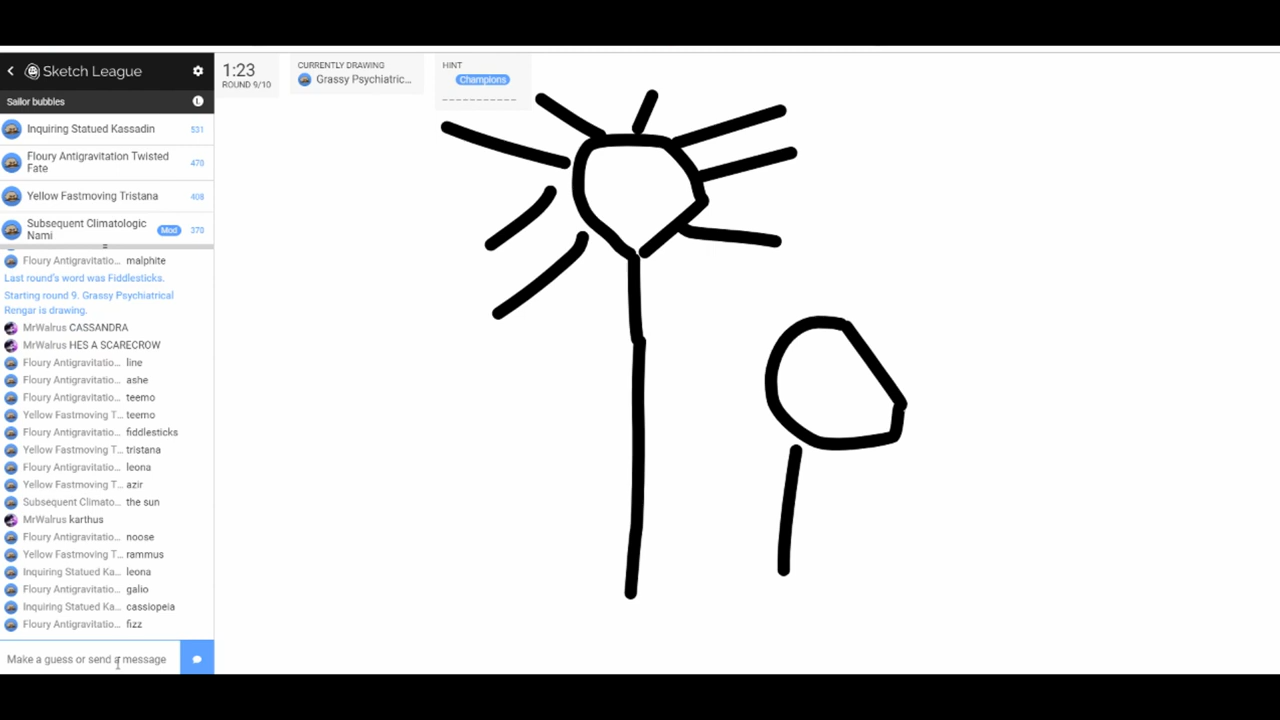 Sketch League
1:23
ROUND 9/10
CURRENTLY DRAWING
Grassy Psychiatric...
HINT
Champions
-----------
Sailor bubbles
L
Inquiring Statued Kassadin 531
Floury Antigravitation Twisted
Fate 470
Yellow Fastmoving Tristana 408
Subsequent Climatologic
Nami Mod 370
Floury Antigravitatio... malphite
Last round's word was Fiddlesticks.
Starting round 9. Grassy Psychiatrical
Rengar is drawing.
MrWalrus CASSANDRA
MrWalrus HES A SCARECROW
Floury Antigravitatio... line
Floury Antigravitatio... ashe
Floury Antigravitatio... teemo
Yellow Fastmoving T... teemo
Floury Antigravitatio... fiddlesticks
Yellow Fastmoving T... tristana
Floury Antigravitatio... leona
Yellow Fastmoving T... azir
Subsequent Climato... the sun
MrWalrus karthus
Floury Antigravitatio... noose
Yellow Fastmoving T... rammus
Inquiring Statued Ka... leona
Floury Antigravitatio... galio
Inquiring Statued Ka... cassiopeia
Floury Antigravitatio... fizz
Make a guess or send a message